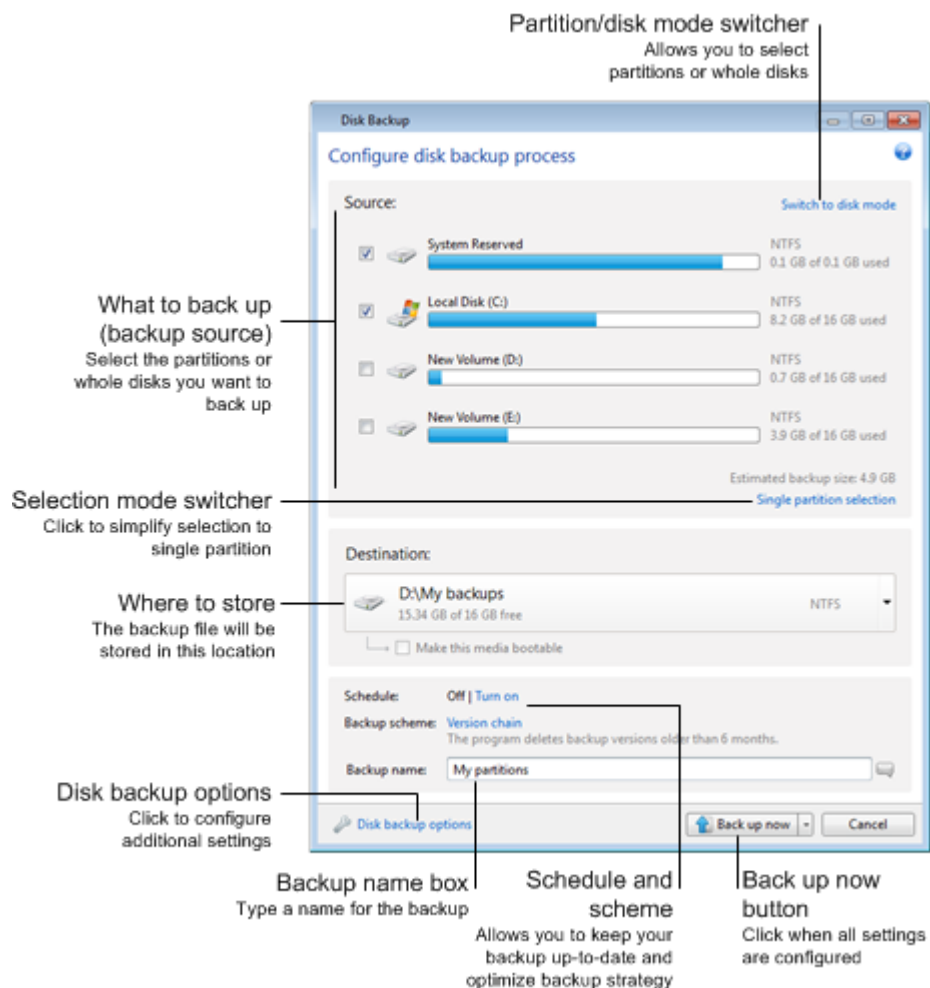 Partition/disk mode switcher
Allows you to select
partitions or whole disks
Disk Backup
Configure disk backup process
Source:
Switch to disk mode
System Reserved
NTFS
0.1 GB of 0.1 GB used
Local Disk (C:)
NTFS
8.2 GB of 16 GB used
New Volume (D:)
NTFS
0.7 GB of 16 GB used
New Volume (E:)
NTFS
3.9 GB of 16 GB used
What to back up
(backup source)
Select the partitions or
whole disks you want to
back up
Estimated backup size: 4.9 GB
Single partition selection
Selection mode switcher
Click to simplify selection to
single partition
Destination:
D:\My backups
15.34 GB of 16 GB free
NTFS
Make this media bootable
Where to store
The backup file will be
stored in this location
Schedule: Off | Turn on
Backup scheme: Version chain
The program deletes backup versions older than 6 months.
Backup name: My partitions
Disk backup options
Click to configure
additional settings
Disk backup options
Back up now
Cancel
Backup name box
Type a name for the backup
Schedule and
scheme
Allows you to keep your
backup up-to-date and
optimize backup strategy
Back up now
button
Click when all settings
are configured